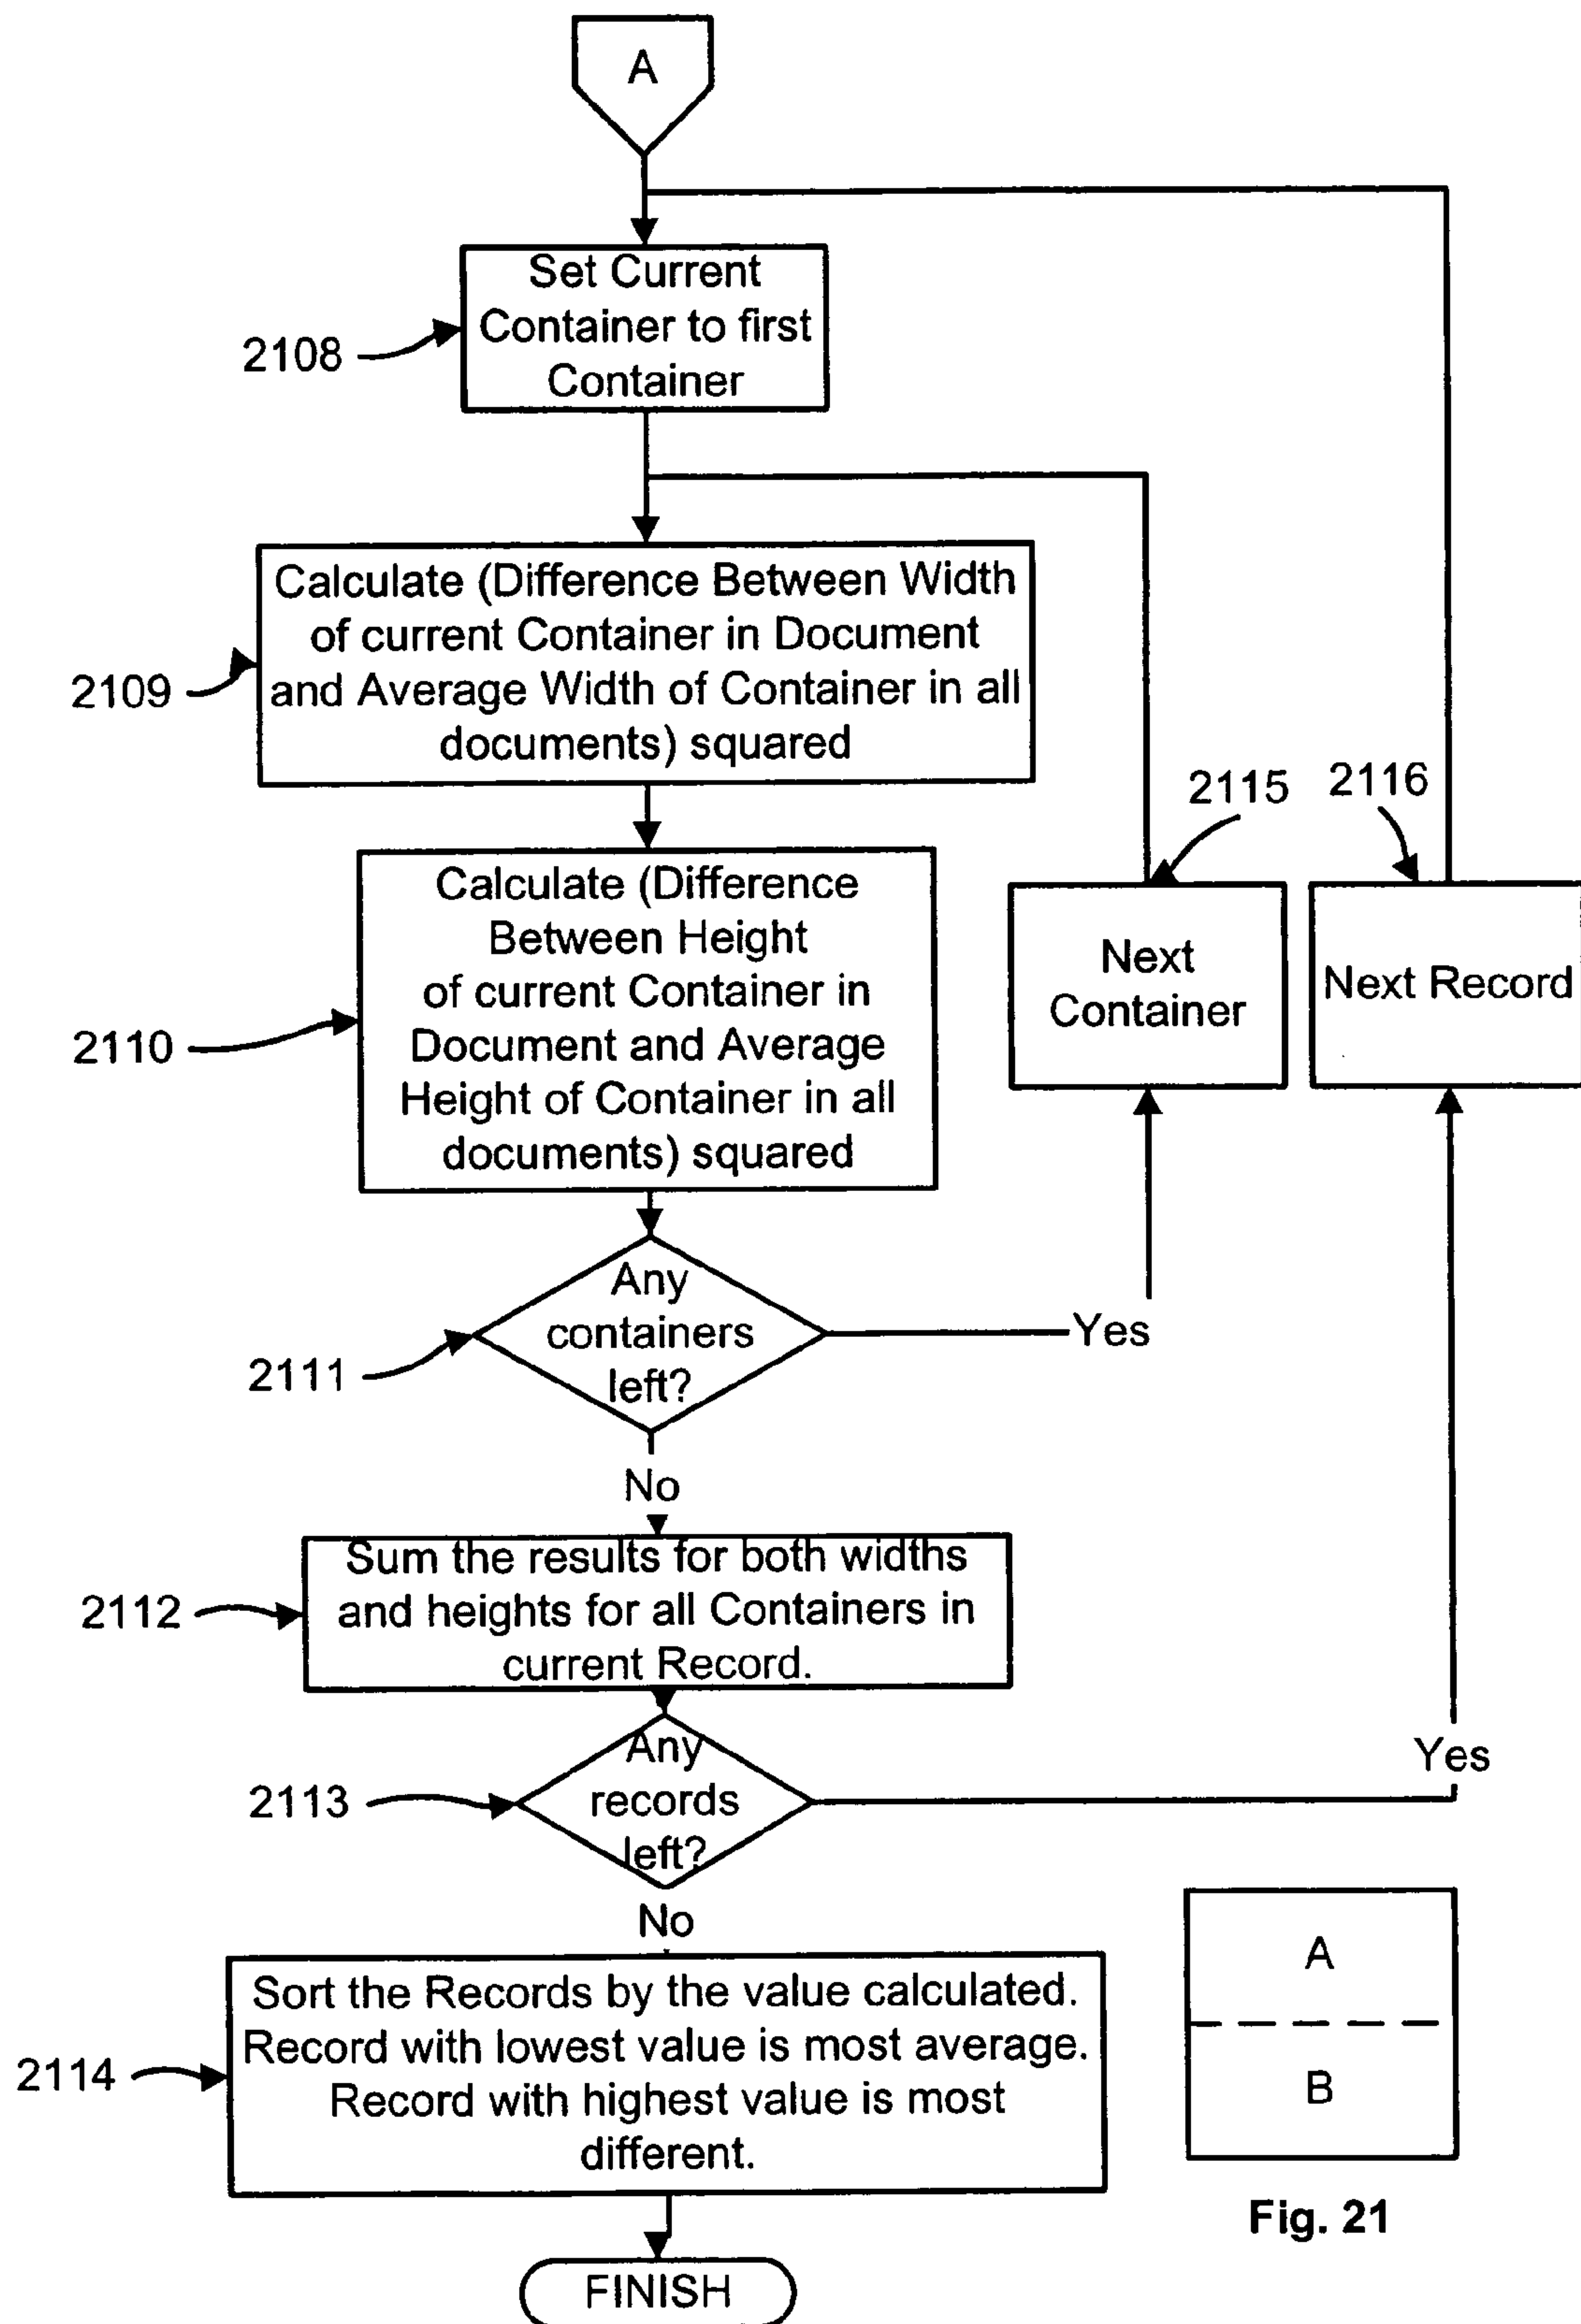 A
Set Current
Container to first
Container
2108
Calculate (Difference Between Width
of current Container in Document
and Average Width of Container in all
documents) squared
2109
2115
2116
Calculate (Difference
Between Height
of current Container in
Document and Average
Height of Container in all
documents) squared
2110
Next
Container
Next Record
Any
containers
left?
2111
Yes
No
Sum the results for both widths
and heights for all Containers in
current Record.
2112
Any
records
left?
2113
Yes
No
Sort the Records by the value calculated.
Record with lowest value is most average.
Record with highest value is most
different.
2114
A
B
Fig. 21
FINISH